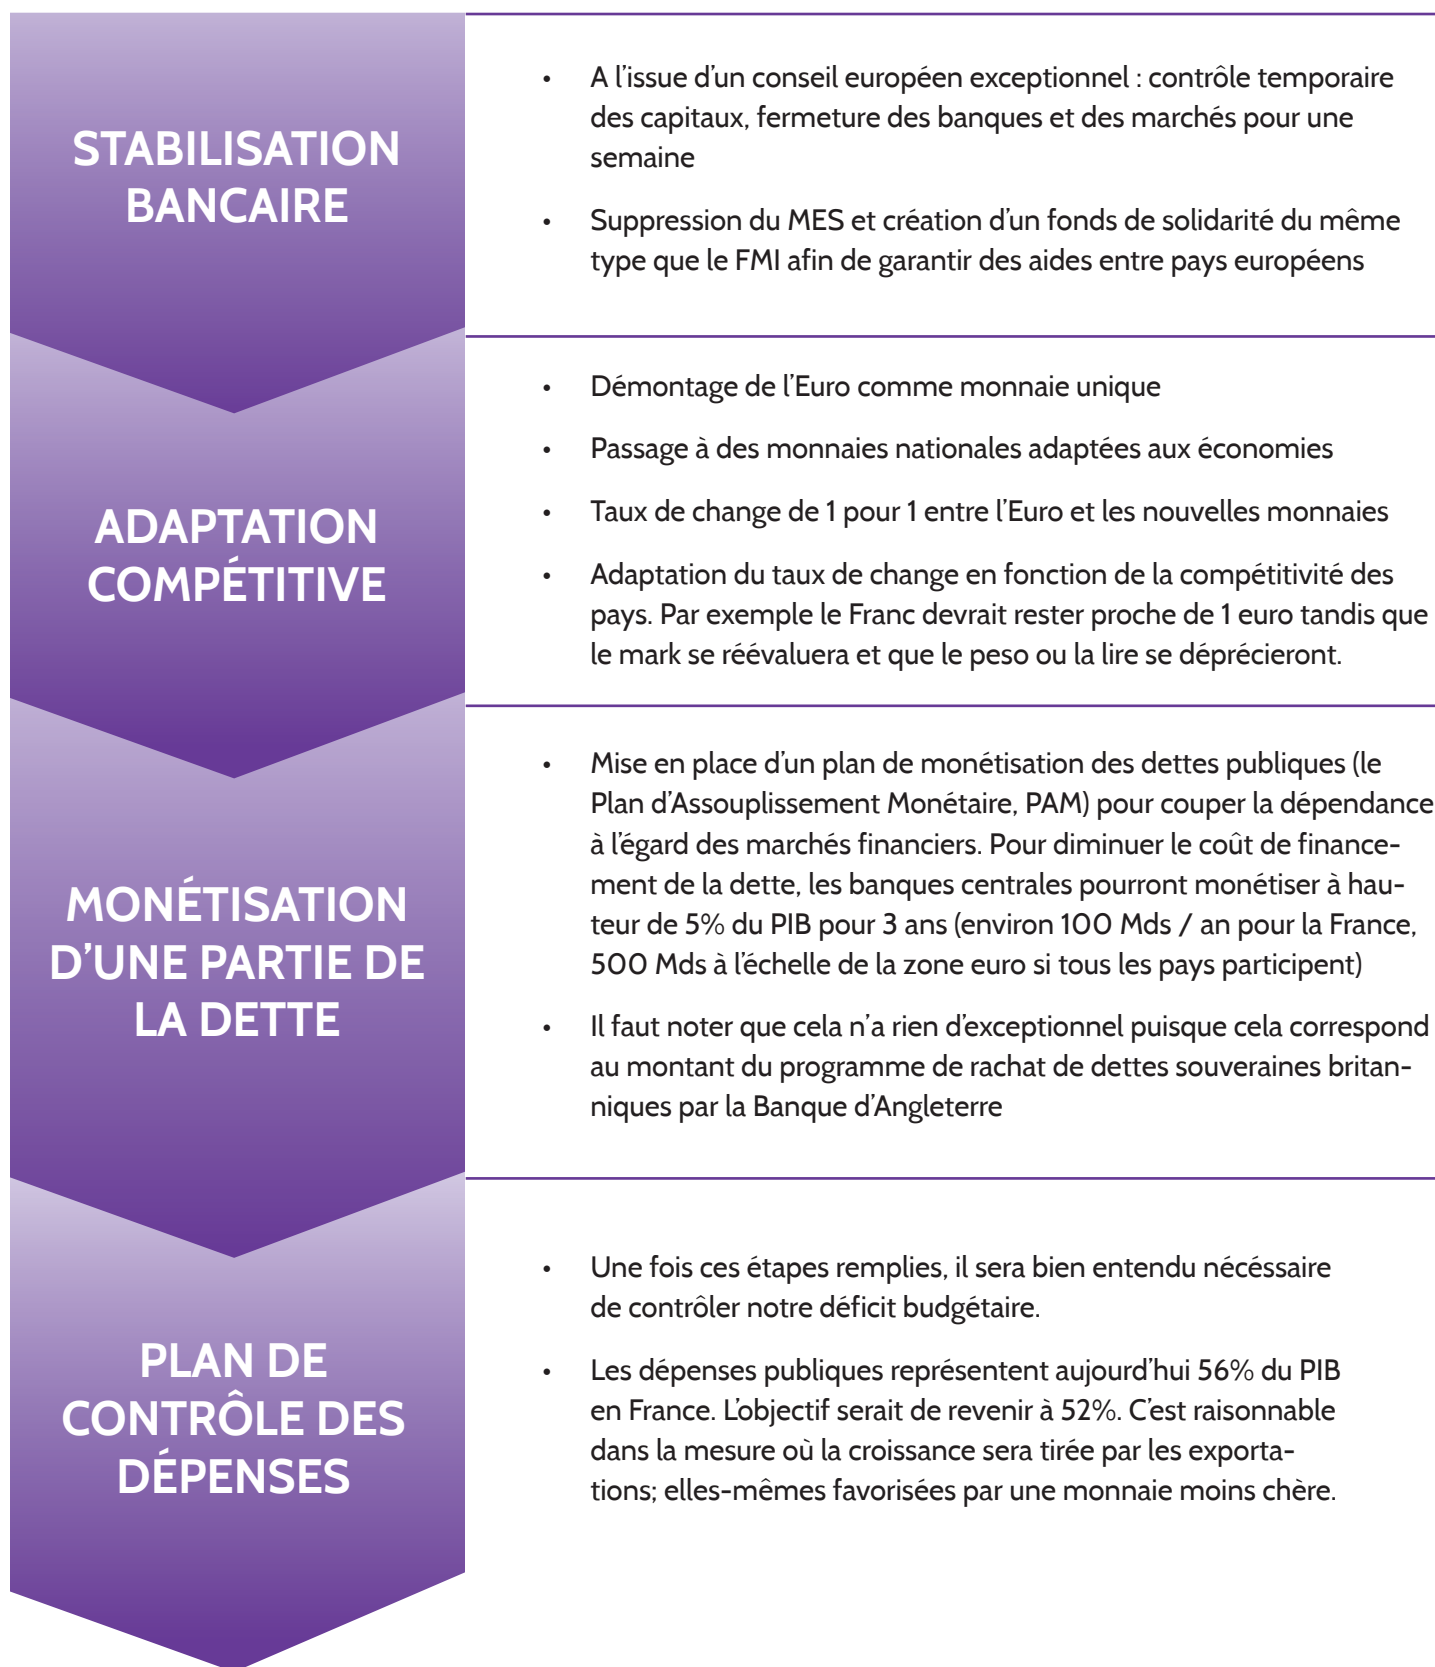 STABILISATION
BANCAIRE
• A l’issue d’un conseil européen exceptionnel : contrôle temporaire
des capitaux, fermeture des banques et des marchés pour une
semaine
• Suppression du MES et création d’un fonds de solidarité du même
type que le FMI afin de garantir des aides entre pays européens
ADAPTATION
COMPÉTITIVE
• Démontage de l’Euro comme monnaie unique
• Passage à des monnaies nationales adaptées aux économies
• Taux de change de 1 pour 1 entre l’Euro et les nouvelles monnaies
• Adaptation du taux de change en fonction de la compétitivité des
pays. Par exemple le Franc devrait rester proche de 1 euro tandis que
le mark se réévaluera et que le peso ou la lire se déprécieront.
MONÉTISATION
D’UNE PARTIE DE
LA DETTE
• Mise en place d’un plan de monétisation des dettes publiques (le
Plan d’Assouplissement Monétaire, PAM) pour couper la dépendance
à l’égard des marchés financiers. Pour diminuer le coût de finance-
ment de la dette, les banques centrales pourront monétiser à hau-
teur de 5% du PIB pour 3 ans (environ 100 Mds / an pour la France,
500 Mds à l’échelle de la zone euro si tous les pays participent)
• Il faut noter que cela n’a rien d’exceptionnel puisque cela correspond
au montant du programme de rachat de dettes souveraines britan-
niques par la Banque d’Angleterre
PLAN DE
CONTRÔLE DES
DÉPENSES
• Une fois ces étapes remplies, il sera bien entendu nécéssaire
de contrôler notre déficit budgétaire.
• Les dépenses publiques représentent aujourd’hui 56% du PIB
en France. L’objectif serait de revenir à 52%. C’est raisonnable
dans la mesure où la croissance sera tirée par les exporta-
tions; elles-mêmes favorisées par une monnaie moins chère.